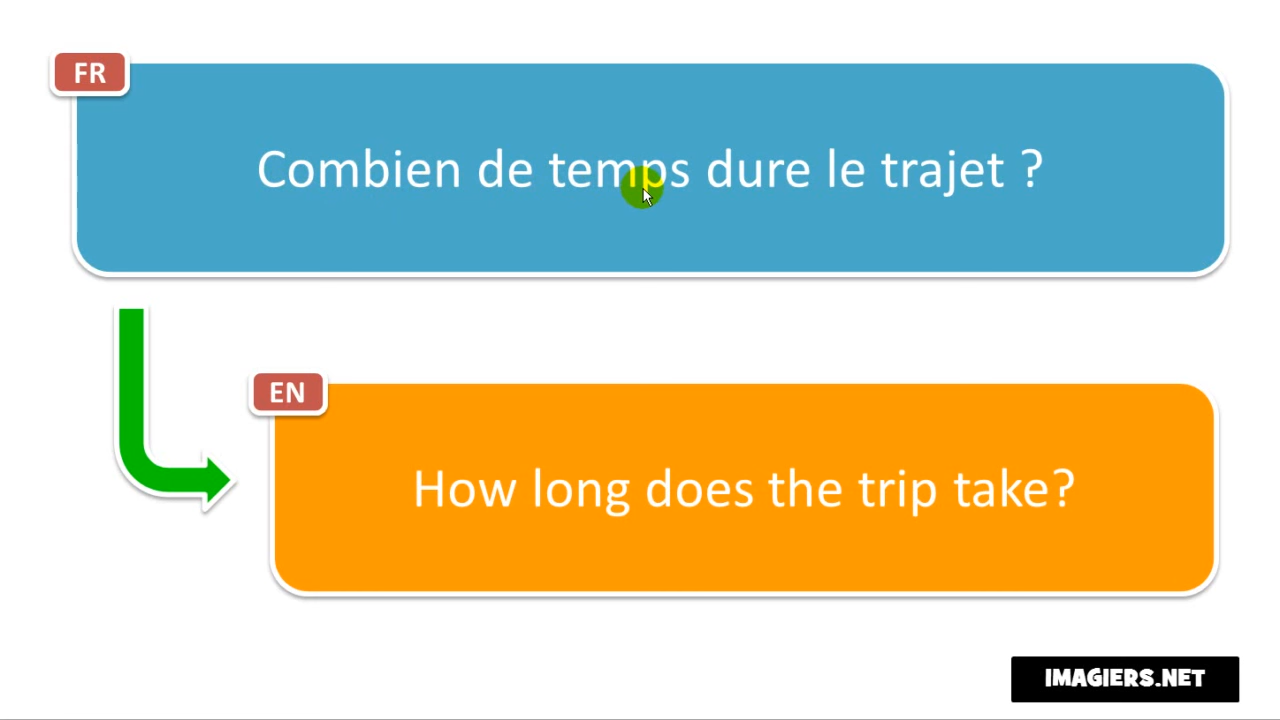 FR
Combien de temps dure le trajet ?
EN
How long does the trip take?
IMAGIERS.NET